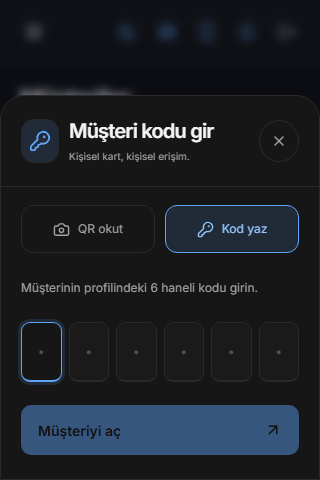 Müşteri kodu gir
Kişisel kart, kişisel erişim.
QR okut
Kod yaz
Müşterinin profilindeki 6 haneli kodu girin.
Müşteriyi aç